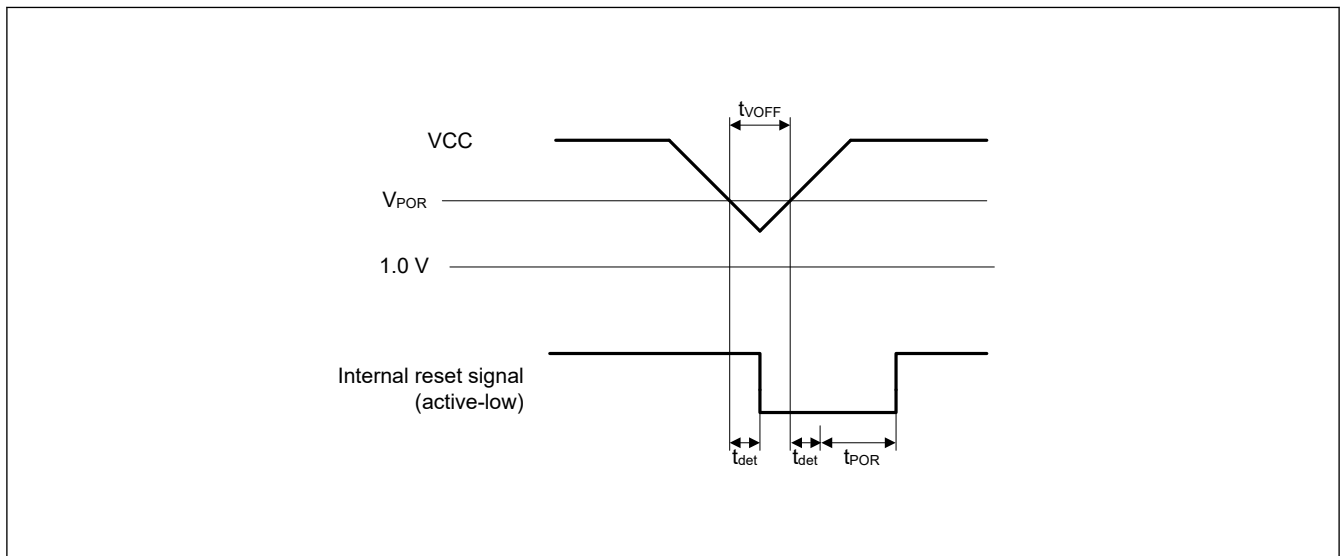 tVOFF
VCC
VPOR
1.0 V
Internal reset signal
(active-low)
tdet
tdet
tPOR